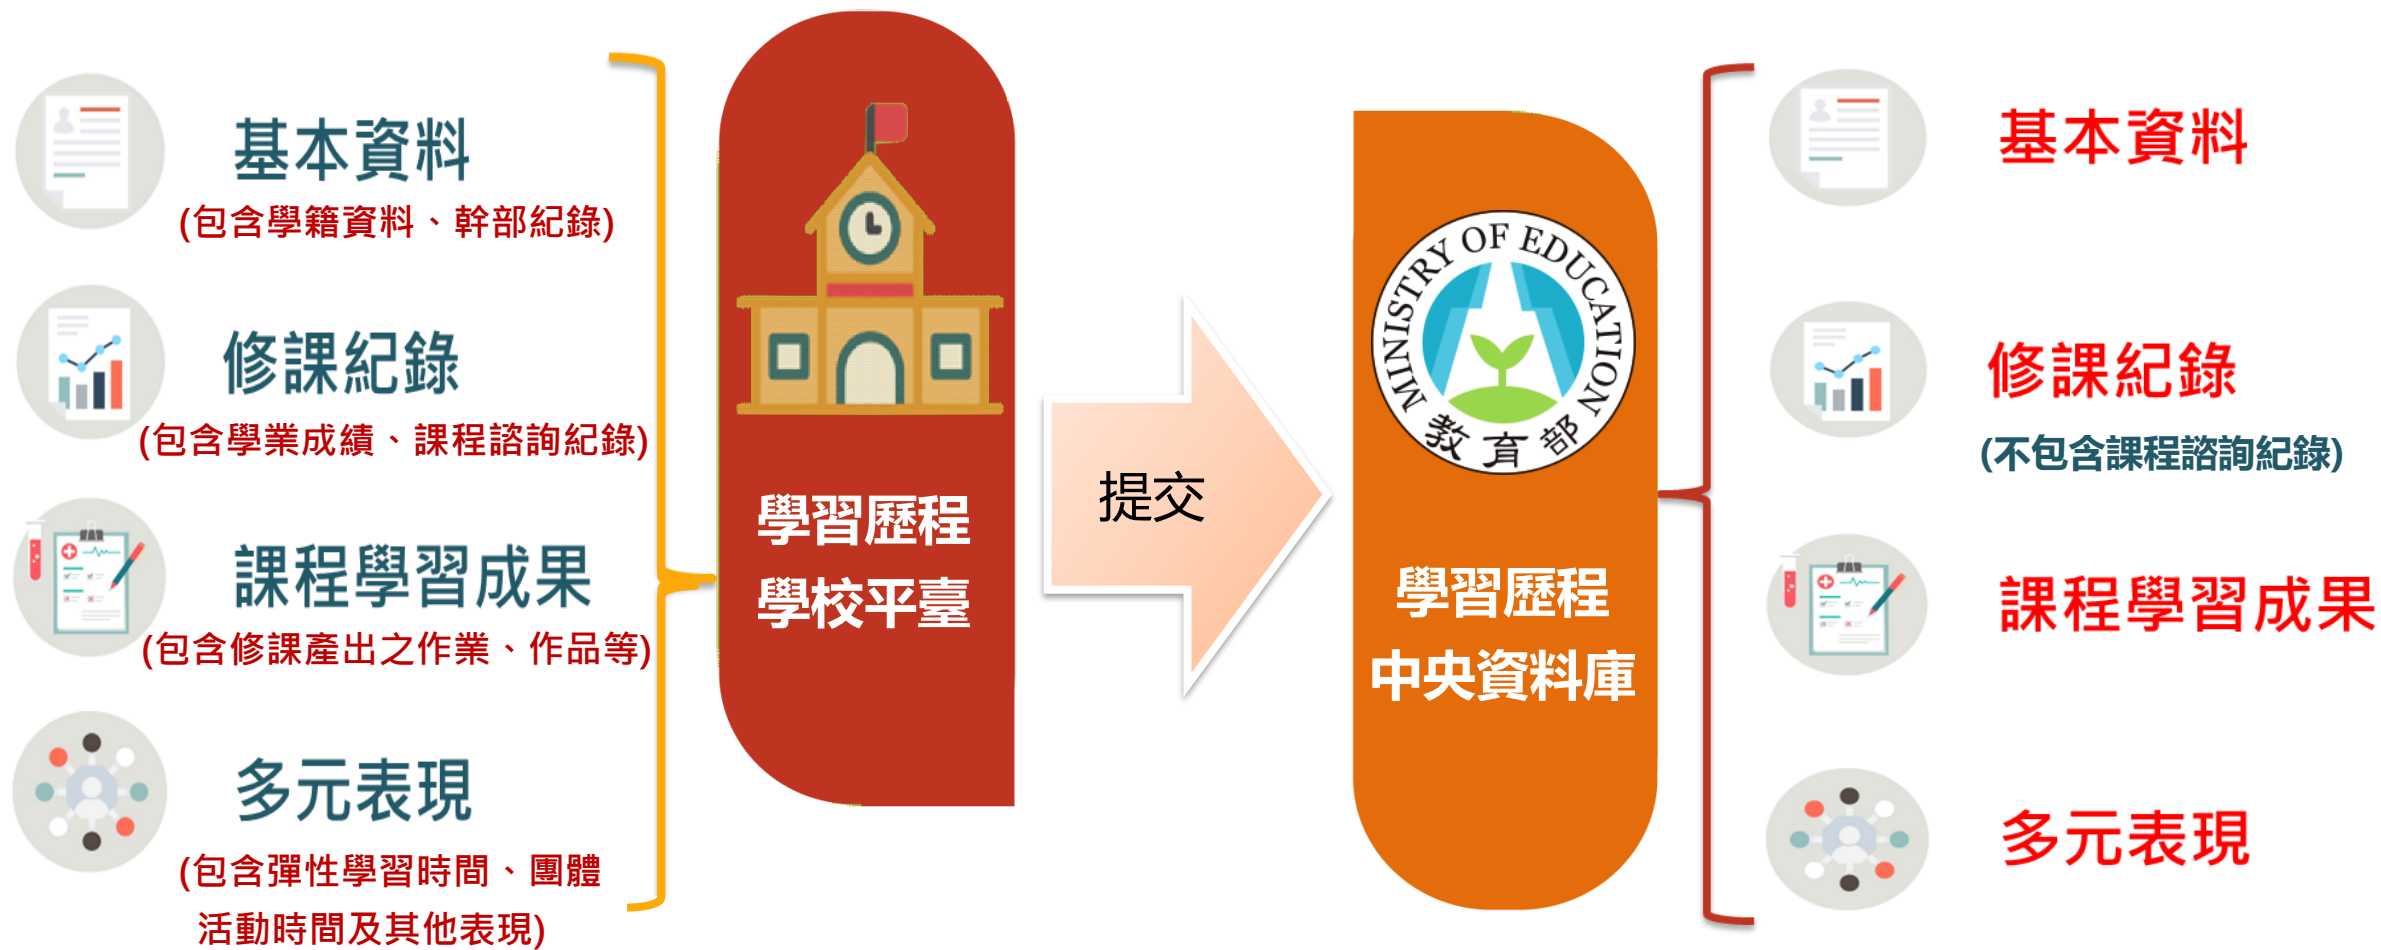 基本資料
(包含學籍資料、幹部紀錄)
修課紀錄
(包含學業成績、課程諮詢紀錄)
課程學習成果
(包含修課產出之作業、作品等)
多元表現
(包含彈性學習時間、團體
活動時間及其他表現)
學習歷程
學校平臺
提交
MINISTRY OF EDUCATION
教育部
學習歷程
中央資料庫
基本資料
修課紀錄
(不包含課程諮詢紀錄)
課程學習成果
多元表現